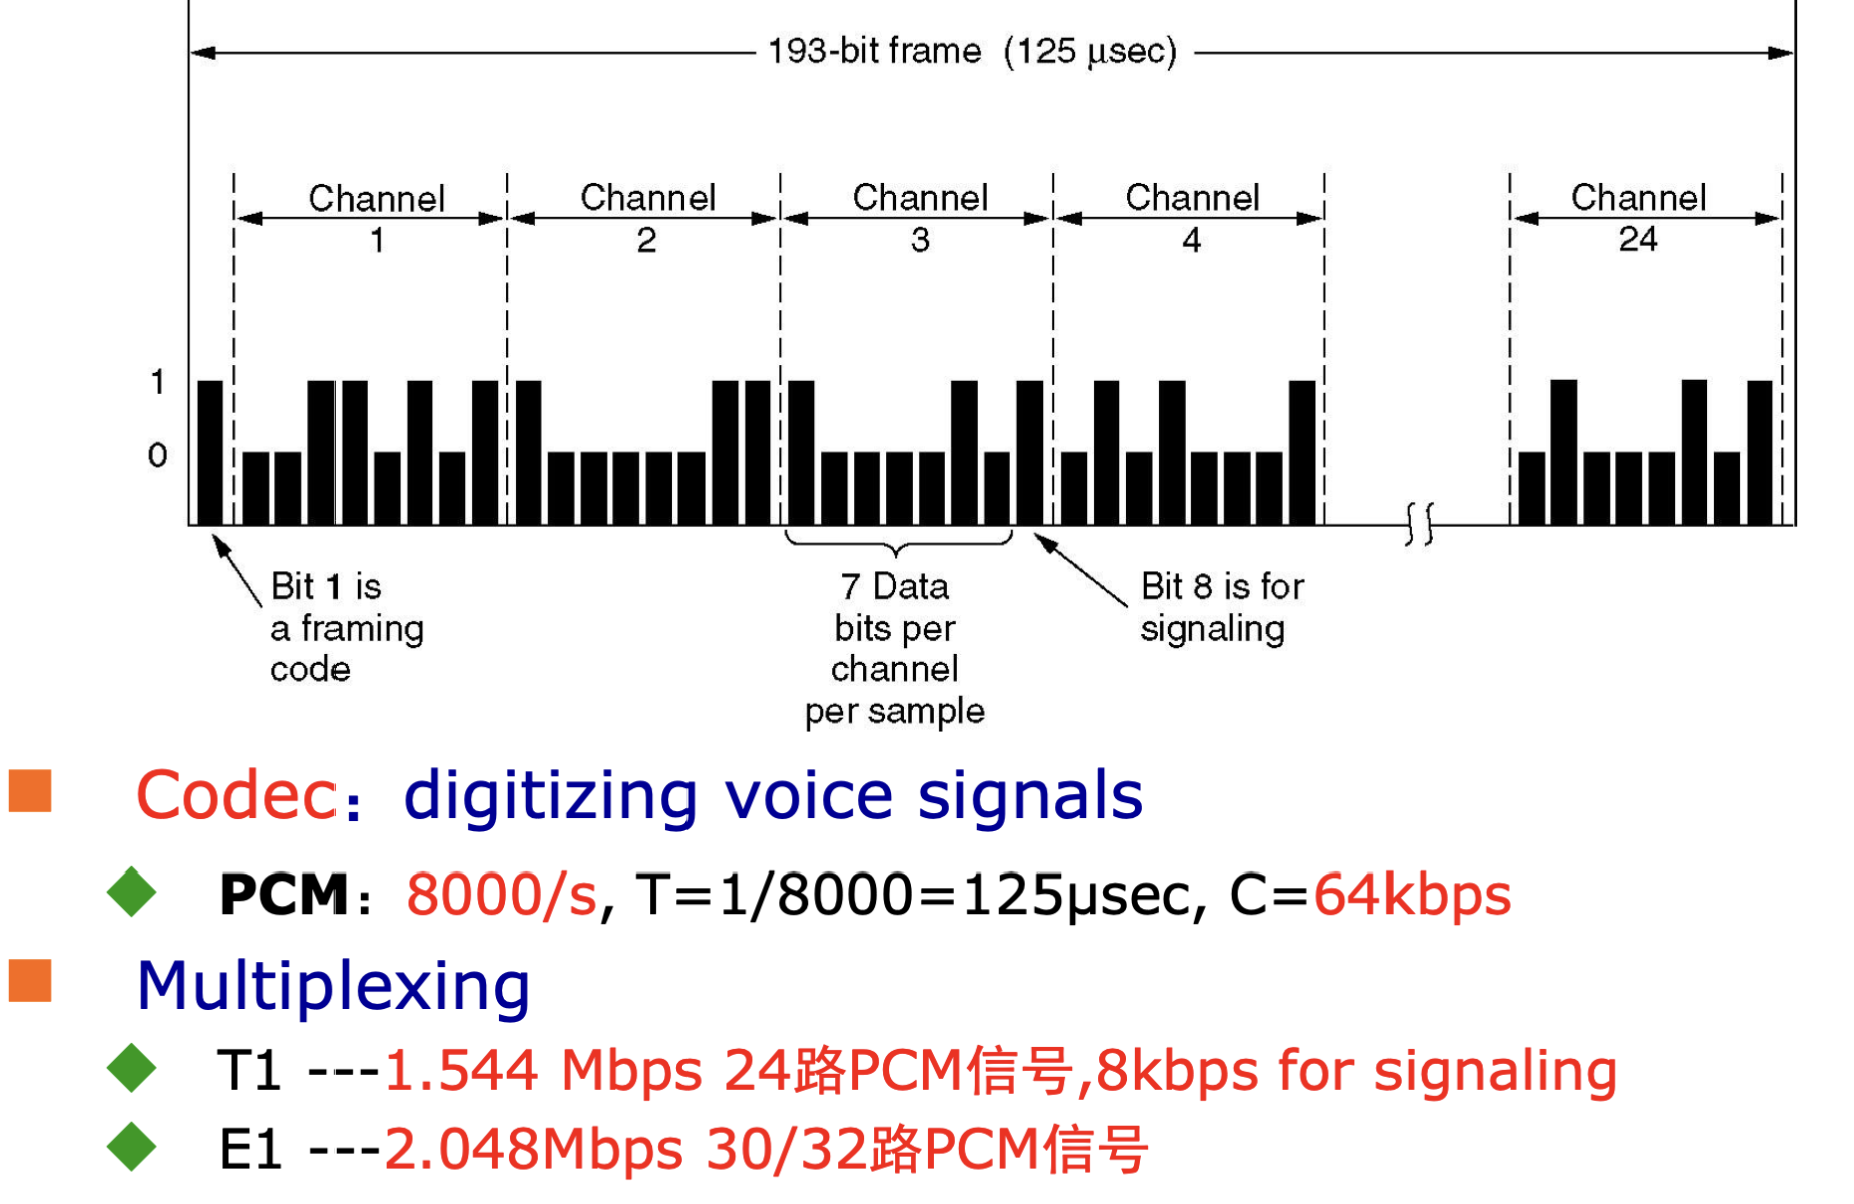 193-bit frame (125 μsec)
Channel 1
Channel 2
Channel 3
Channel 4
Channel 24
1
0
Bit 1 is
a framing
code
7 Data
bits per
channel
per sample
Bit 8 is for
signaling
Codec：digitizing voice signals
PCM：8000/s, T=1/8000=125μsec, C=64kbps
Multiplexing
T1 ---1.544 Mbps 24路PCM信号,8kbps for signaling
E1 ---2.048Mbps 30/32路PCM信号